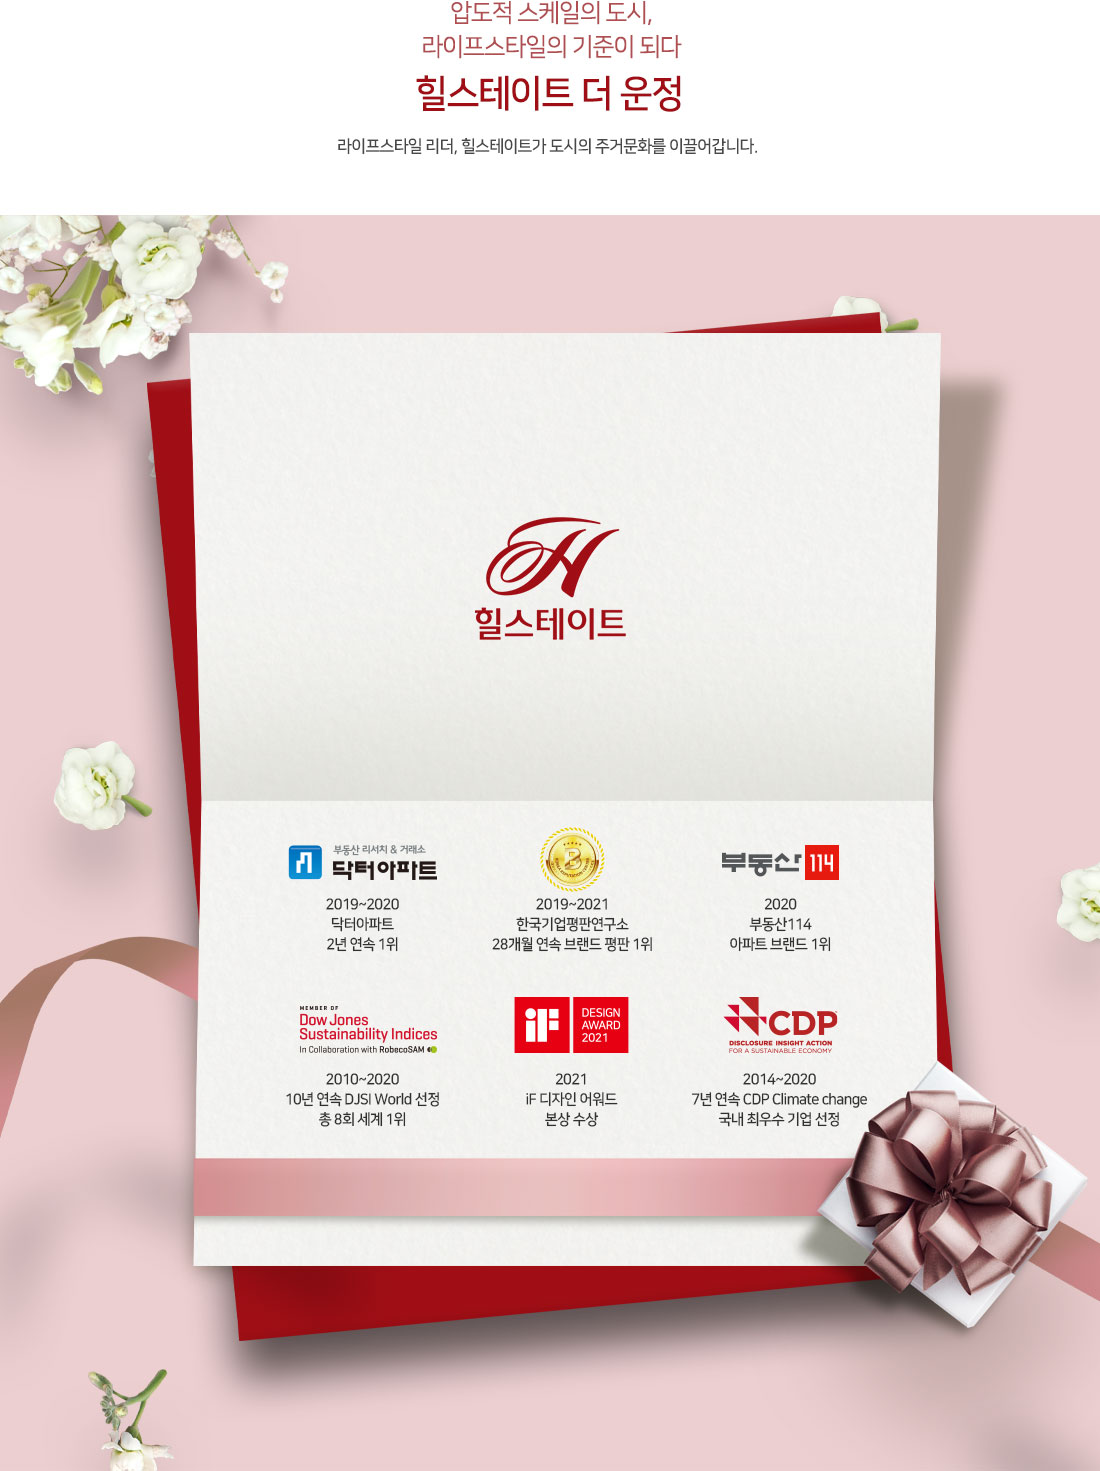 압도적 스케일의 도시,
라이프스타일의 기준이 되다
힐스테이트 더 운정
라이프스타일 리더, 힐스테이트가 도시의 주거문화를 이끌어갑니다.
H
힐스테이트
부동산 리서치 & 거래소
닥터아파트
2019~2020
닥터아파트
2년 연속 1위
B
2019~2021
한국기업평판연구소
28개월 연속 브랜드 평판 1위
부동산 114
2020
부동산114
아파트 브랜드 1위
MEMBER OF
Dow Jones
Sustainability Indices
In Collaboration with RobecoSAM
2010~2020
10년 연속 DJSI World 선정
총 8회 세계 1위
iF
DESIGN
AWARD
2021
2021
iF 디자인 어워드
본상 수상
CDP
DISCLOSURE INSIGHT ACTION
FOR A SUSTAINABLE ECONOMY
2014~2020
7년 연속 CDP Climate change
국내 최우수 기업 선정